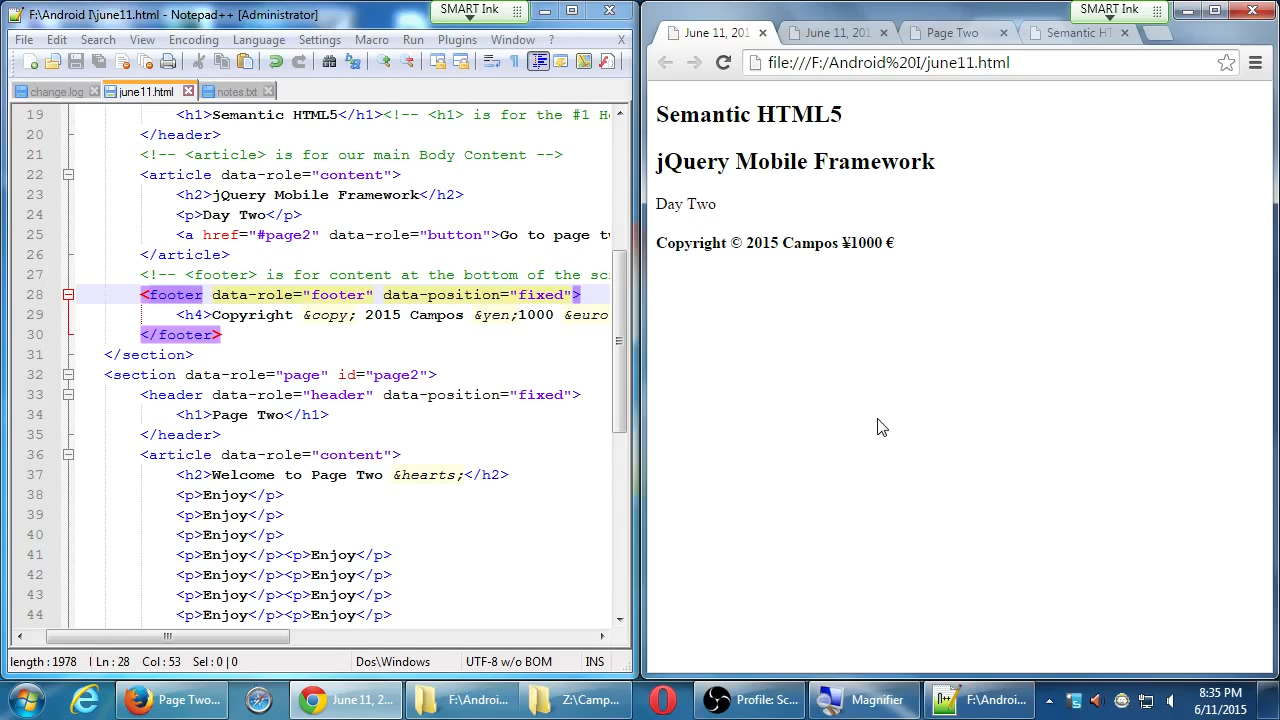 F:\Android I\june11.html - Notepad++ [Administrator]
SMART Ink
File Edit Search View Encoding Language Settings Macro Run Plugins Window ? X
change.log june11.html notes.txt
19 <h1>Semantic HTML5</h1><!-- <h1> is for the #1 He
20 </header>
21 <!-- <article> is for our main Body Content -->
22 <article data-role="content">
23 <h2>jQuery Mobile Framework</h2>
24 <p>Day Two</p>
25 <a href="#page2" data-role="button">Go to page tw
26 </article>
27 <!-- <footer> is for content at the bottom of the scr
28 <footer data-role="footer" data-position="fixed">
29 <h4>Copyright &copy; 2015 Campos &yen;1000 &euro
30 </footer>
31 </section>
32 <section data-role="page" id="page2">
33 <header data-role="header" data-position="fixed">
34 <h1>Page Two</h1>
35 </header>
36 <article data-role="content">
37 <h2>Welcome to Page Two &hearts;</h2>
38 <p>Enjoy</p>
39 <p>Enjoy</p>
40 <p>Enjoy</p>
41 <p>Enjoy</p><p>Enjoy</p>
42 <p>Enjoy</p><p>Enjoy</p>
43 <p>Enjoy</p><p>Enjoy</p>
44 <p>Enjoy</p><p>Enjoy</p>
length : 1978 Ln : 28 Col : 53 Sel : 0 | 0 Dos\Windows UTF-8 w/o BOM INS
SMART Ink
June 11, 201 June 11, 201 Page Two Semantic HT
file:///F:/Android%20I/june11.html
Semantic HTML5
jQuery Mobile Framework
Day Two
Copyright © 2015 Campos ¥1000 €
Page Two... June 11, 2... F:\Androi... Z:\Camp... Profile: Sc... Magnifier F:\Androi...
8:35 PM
6/11/2015